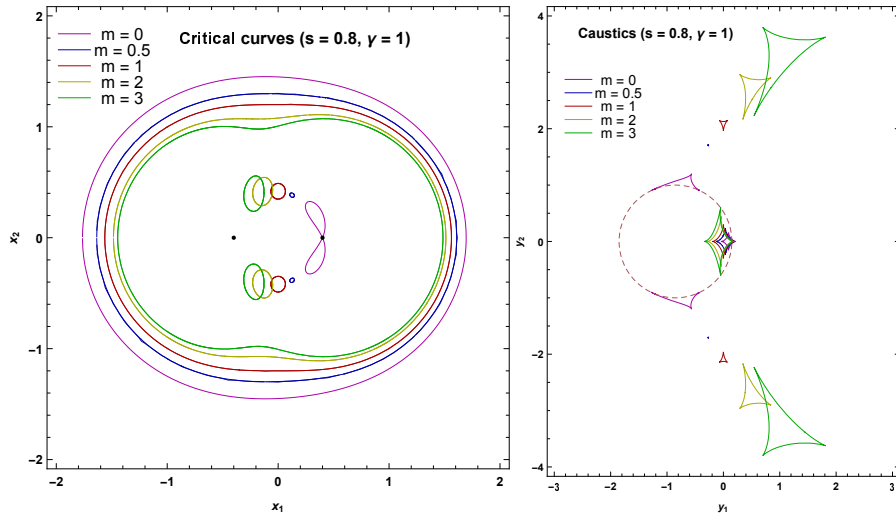 Critical curves (s = 0.8, γ = 1)
m = 0
m = 0.5
m = 1
m = 2
m = 3
2
1
0
−1
−2
−2
−1
0
1
2
x₂
x₁
Caustics (s = 0.8, γ = 1)
m = 0
m = 0.5
m = 1
m = 2
m = 3
4
2
0
−2
−4
−3
−2
−1
0
1
2
3
y₂
y₁